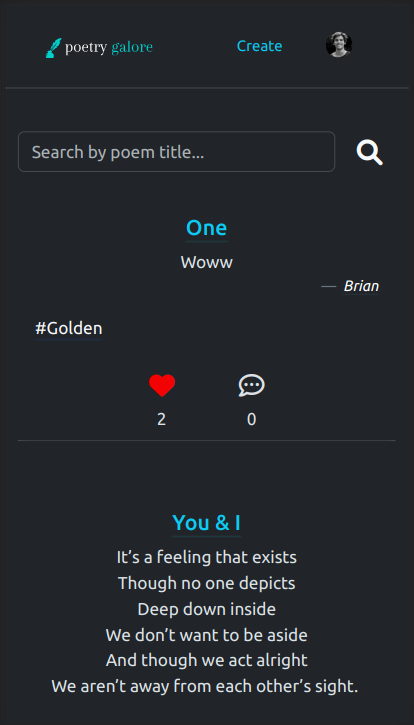 poetry galore
Create
Search by poem title...
One
Woww
— Brian
#Golden
2
0
You & I
It’s a feeling that exists
Though no one depicts
Deep down inside
We don’t want to be aside
And though we act alright
We aren’t away from each other’s sight.